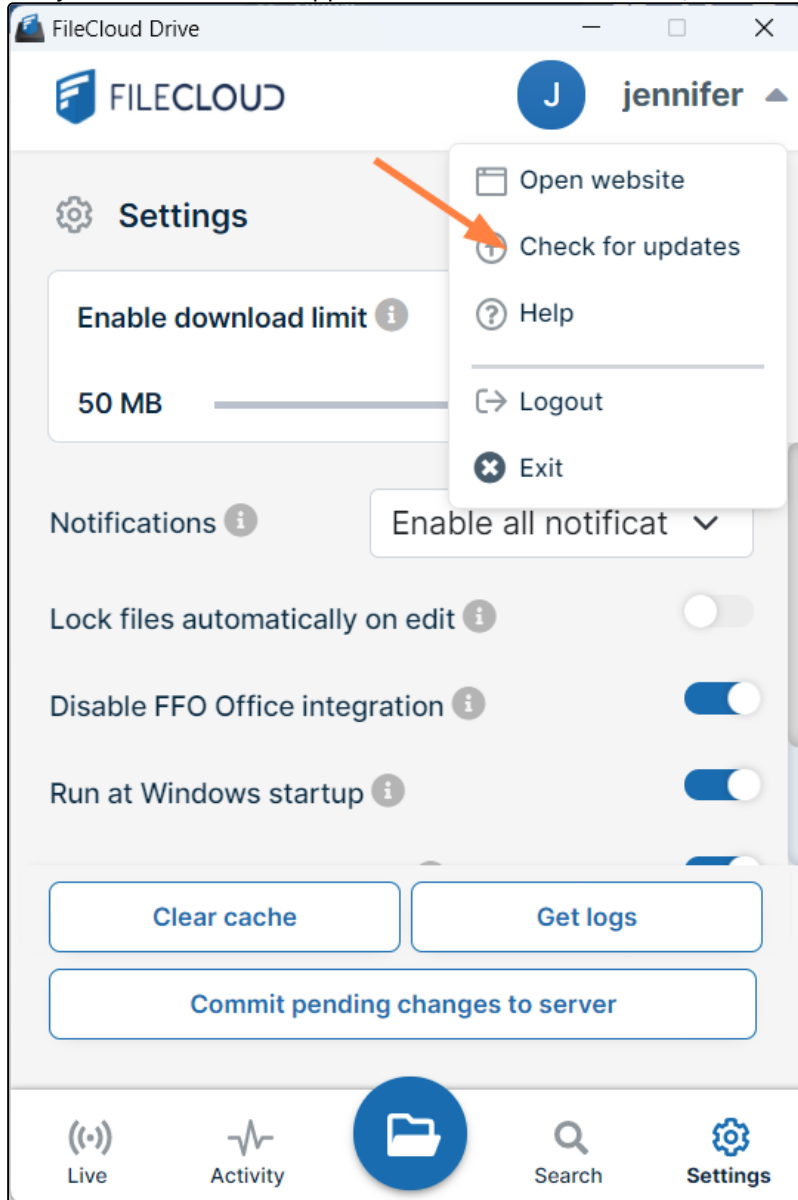 FileCloud Drive
FILECLOUD
J
jennifer
Open website
Settings
Check for updates
Enable download limit
Help
50 MB
Logout
Exit
Notifications
Enable all notificat
Lock files automatically on edit
Disable FFO Office integration
Run at Windows startup
Clear cache
Get logs
Commit pending changes to server
Live
Activity
Search
Settings